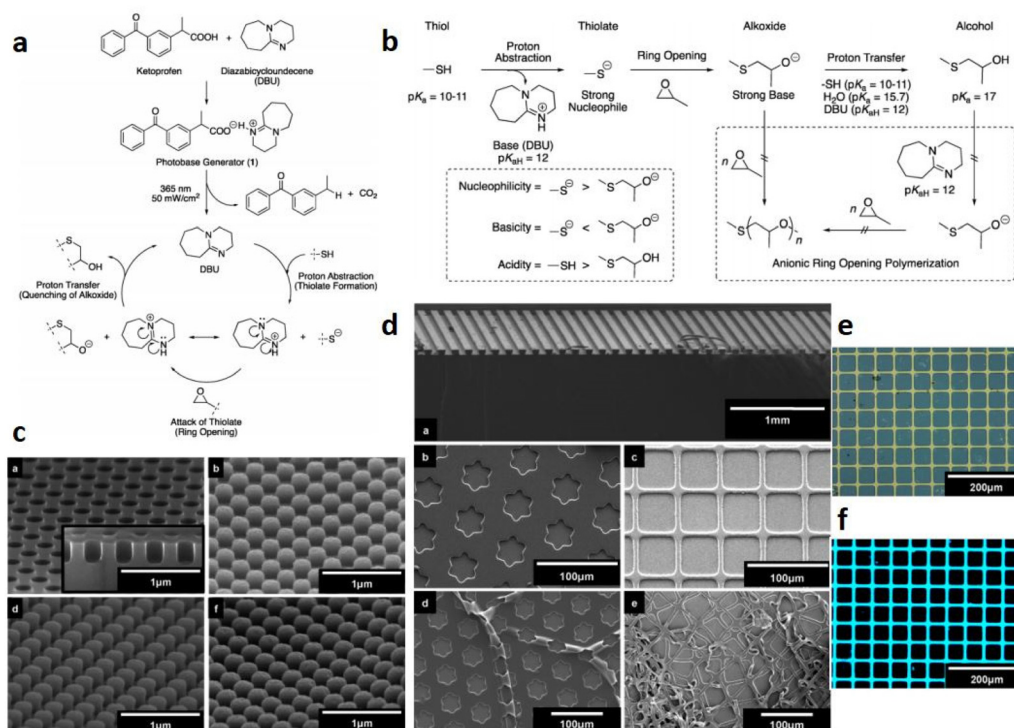 a
COOH
+
Ketoprofen
Diazabicycloundecene
(DBU)
Photobase Generator (1)
365 nm
50 mW/cm²
+ CO₂
DBU
SH
Proton Abstraction
(Thiolate Formation)
Proton Transfer
(Quenching of Alkoxide)
Attack of Thiolate
(Ring Opening)
b
Thiol
Thiolate
Alkoxide
Alcohol
Proton
Abstraction
Ring Opening
Proton Transfer
–SH
pKa = 10-11
Base (DBU)
pKaH = 12
Strong
Nucleophile
Strong Base
-SH (pKa = 10-11)
H₂O (pKa = 15.7)
DBU (pKaH = 12)
pKa = 17
Nucleophilicity =
Basicity =
Acidity =
pKaH = 12
Anionic Ring Opening Polymerization
c
a
1µm
b
1µm
d
1µm
f
1µm
d
a
1mm
b
100µm
c
100µm
d
100µm
e
100µm
e
200µm
f
200µm